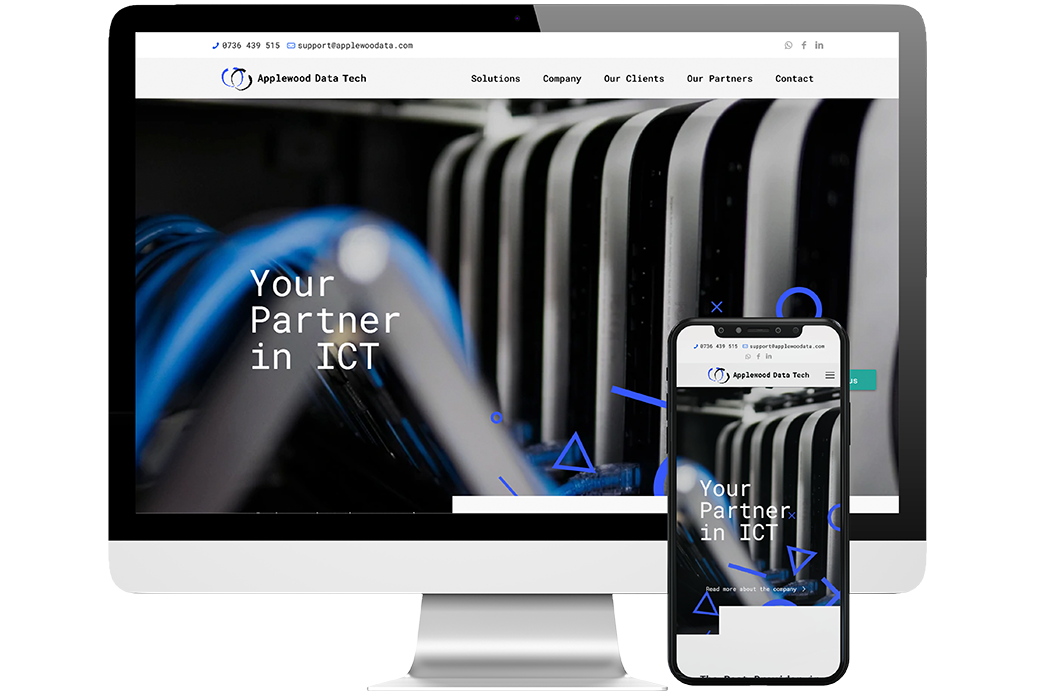 0736 439 515 support@applewoodata.com
Applewood Data Tech
Solutions Company Our Clients Our Partners Contact
Your
Partner
in ICT
us
0736 439 515 support@applewoodata.com
Applewood Data Tech
Your
Partner
in ICT
Read more about the company